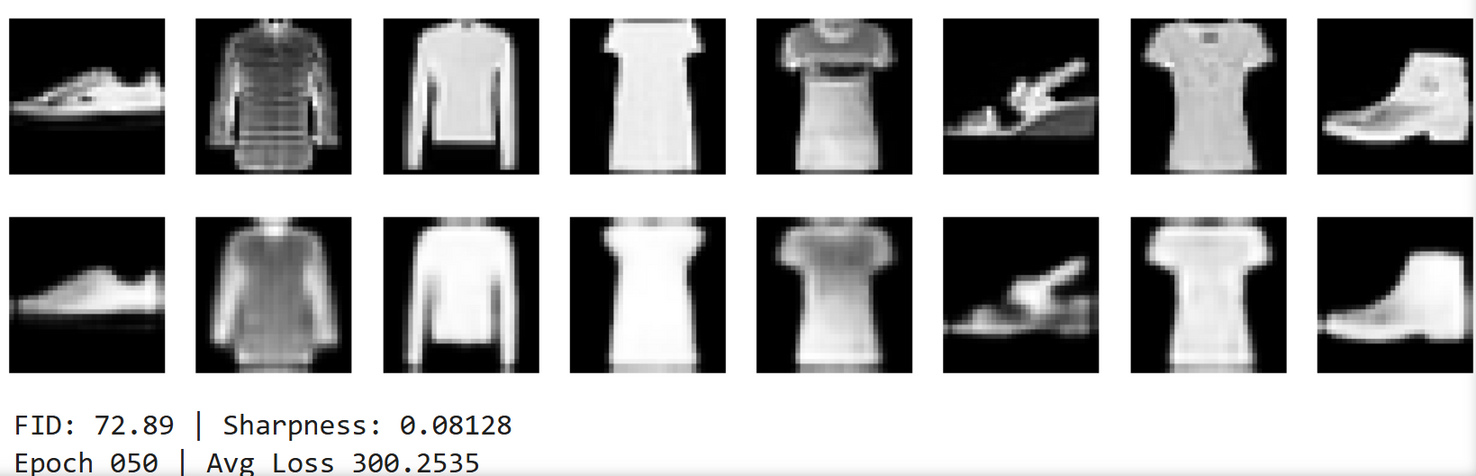 FID: 72.89 | Sharpness: 0.08128
Epoch 050 | Avg Loss 300.2535